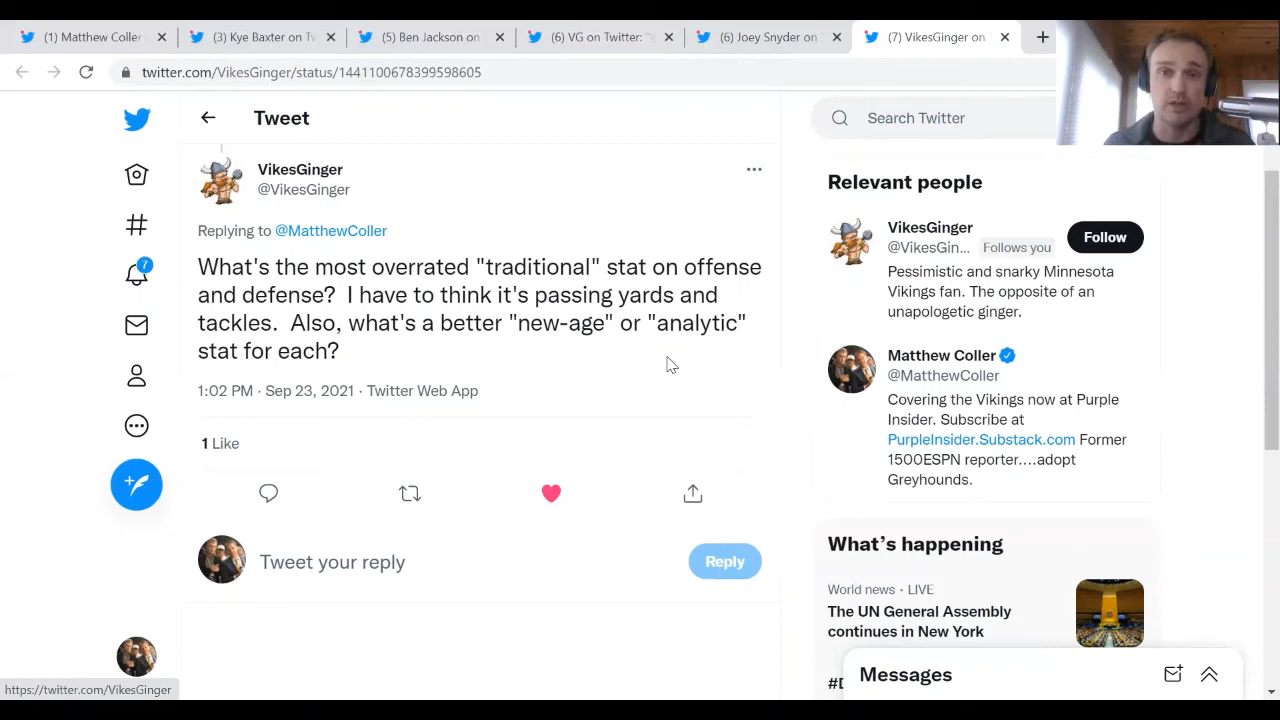 (1) Matthew Coller
(3) Kye Baxter on Tw
(5) Ben Jackson on
(6) VG on Twitter: "
(6) Joey Snyder on
(7) VikesGinger on
twitter.com/VikesGinger/status/1441100678399598605
Tweet
Search Twitter
VikesGinger
@VikesGinger
Replying to @MatthewColler
What's the most overrated "traditional" stat on offense
and defense? I have to think it's passing yards and
tackles. Also, what's a better "new-age" or "analytic"
stat for each?
1:02 PM · Sep 23, 2021 · Twitter Web App
1 Like
Tweet your reply
Reply
7
Relevant people
VikesGinger
@VikesGin...
Follows you
Follow
Pessimistic and snarky Minnesota
Vikings fan. The opposite of an
unapologetic ginger.
Matthew Coller
@MatthewColler
Covering the Vikings now at Purple
Insider. Subscribe at
PurpleInsider.Substack.com Former
1500ESPN reporter....adopt
Greyhounds.
What's happening
World news · LIVE
The UN General Assembly
continues in New York
Messages
https://twitter.com/VikesGinger